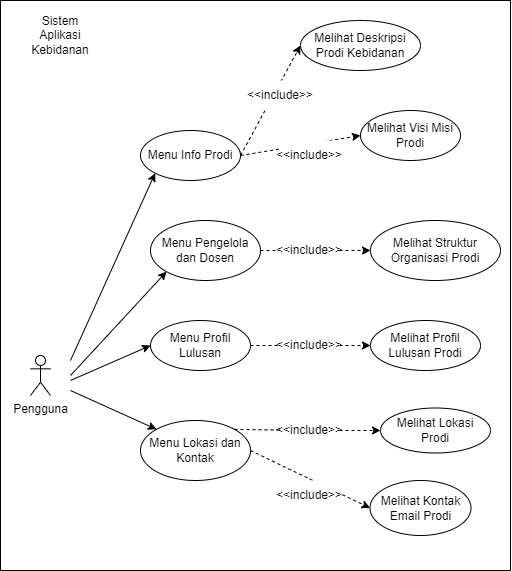 Sistem
Aplikasi
Kebidanan
Melihat Deskripsi
Prodi Kebidanan
<<include>>
Menu Info Prodi
<<include>>
Melihat Visi Misi
Prodi
Menu Pengelola
dan Dosen
<<include>>
Melihat Struktur
Organisasi Prodi
Menu Profil
Lulusan
<<include>>
Melihat Profil
Lulusan Prodi
Pengguna
Menu Lokasi dan
Kontak
<<include>>
Melihat Lokasi
Prodi
<<include>>
Melihat Kontak
Email Prodi